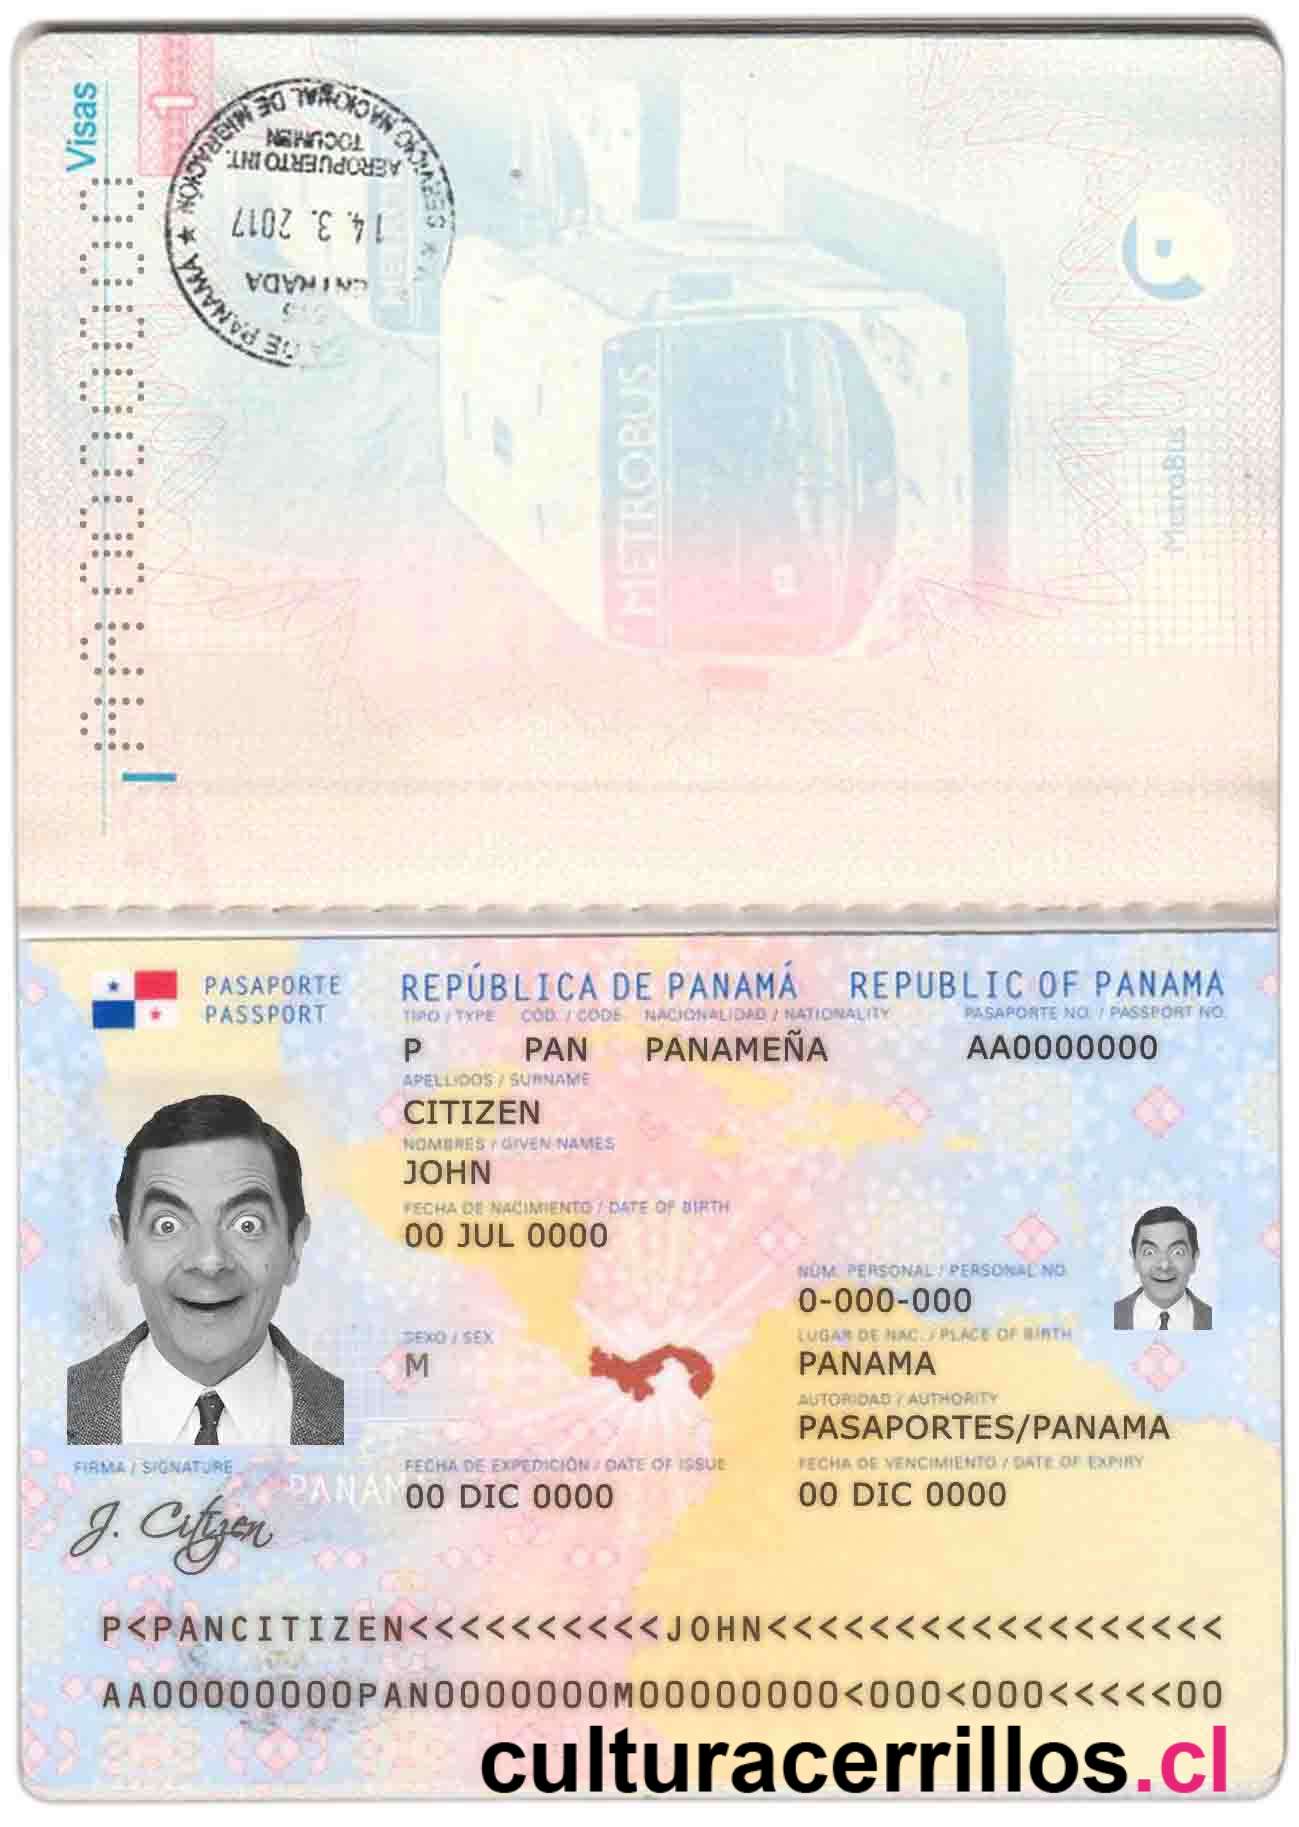 Visas
1
SERVICIO NACIONAL DE MIGRACIÓN
AEROPUERTO INT.
TOCUMEN
14. 3. 2017
ENTRADA
DE PANAMA
METROBUS
MetroBus
PASAPORTE
PASSPORT
REPÚBLICA DE PANAMÁ REPUBLIC OF PANAMA
TIPO / TYPE CÓD. / CODE NACIONALIDAD / NATIONALITY PASAPORTE NO. / PASSPORT NO.
P PAN PANAMEÑA AA0000000
APELLIDOS / SURNAME
CITIZEN
NOMBRES / GIVEN NAMES
JOHN
FECHA DE NACIMIENTO / DATE OF BIRTH
00 JUL 0000
NÚM. PERSONAL / PERSONAL NO.
0-000-000
SEXO / SEX
M
LUGAR DE NAC. / PLACE OF BIRTH
PANAMA
AUTORIDAD / AUTHORITY
PASAPORTES/PANAMA
FECHA DE EXPEDICIÓN / DATE OF ISSUE
00 DIC 0000
FECHA DE VENCIMIENTO / DATE OF EXPIRY
00 DIC 0000
FIRMA / SIGNATURE
J. Citizen
PANAM
P<PANCITIZEN<<<<<<<<<<JOHN<<<<<<<<<<<<<<<<<<
AA00000000PAN0000000M00000000<000<000<<<<<00
culturacerrillos.cl